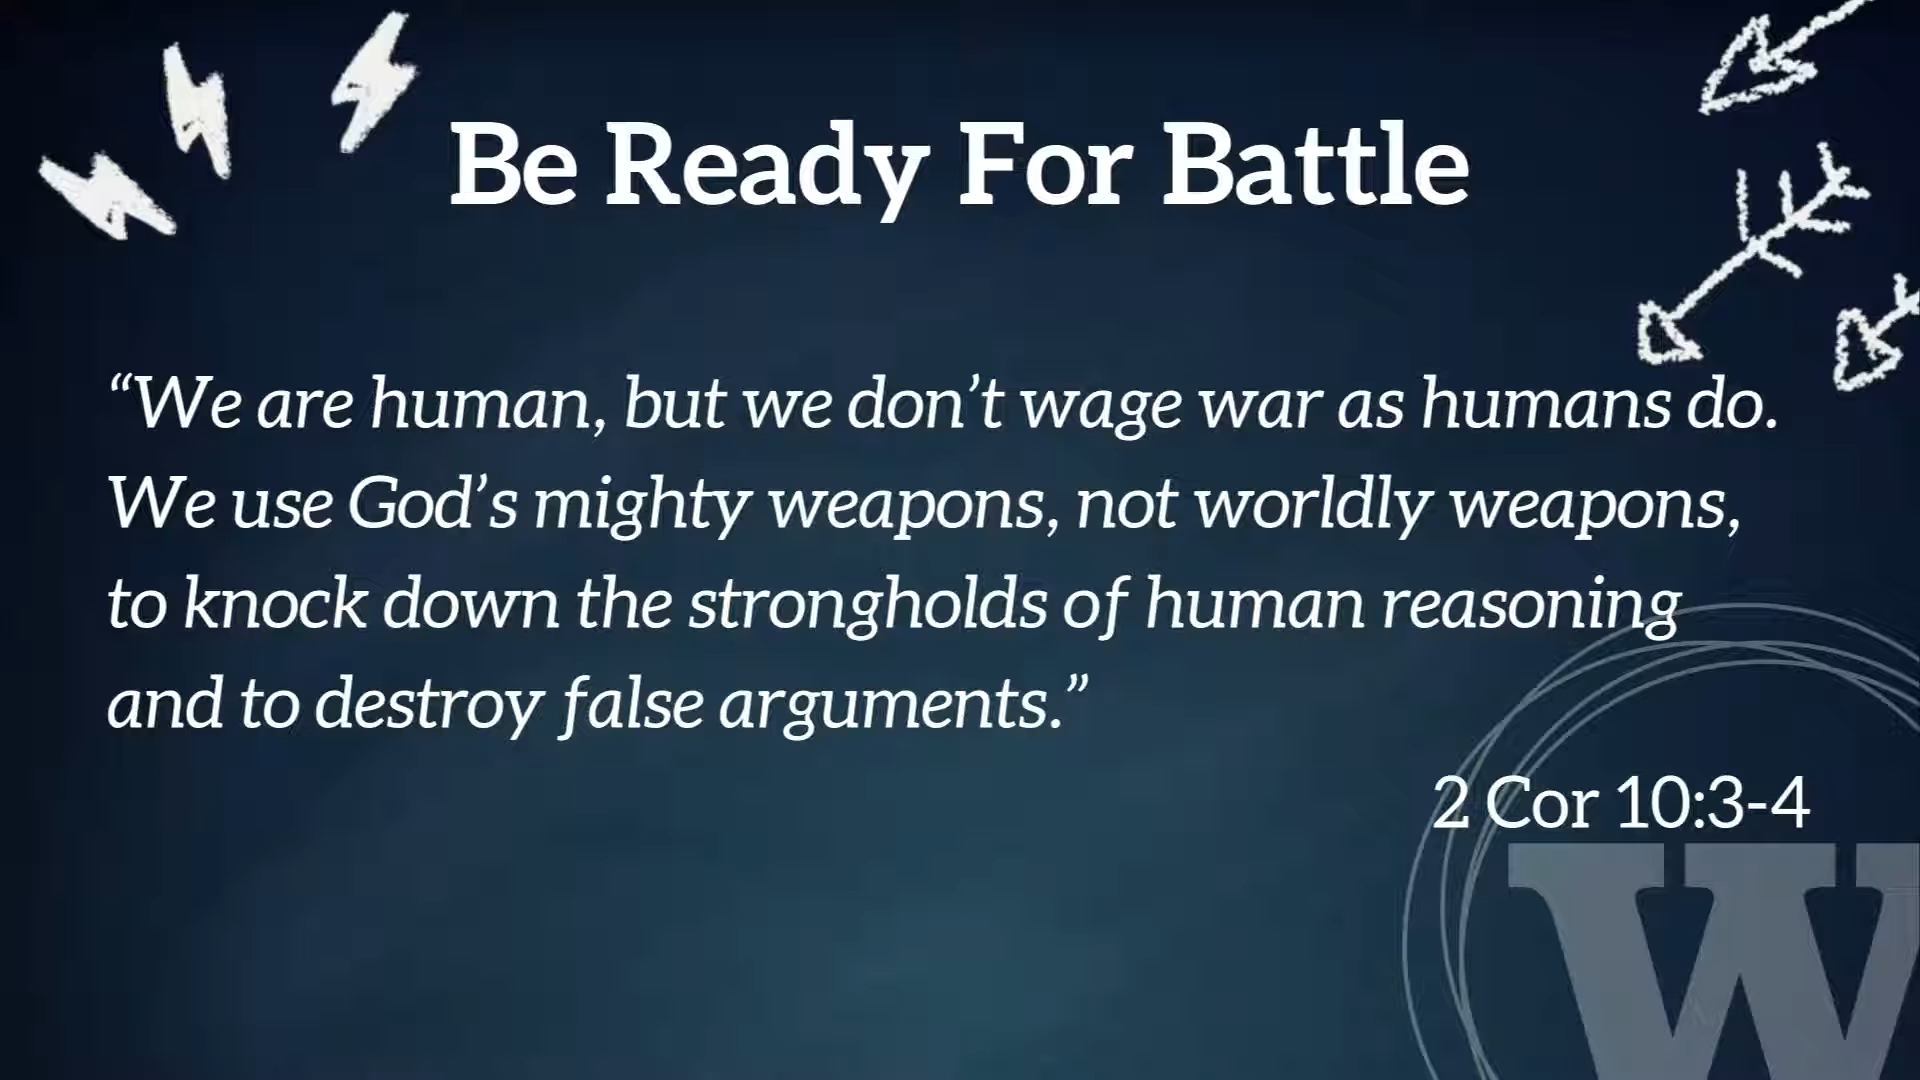 Be Ready For Battle
“We are human, but we don’t wage war as humans do.
We use God’s mighty weapons, not worldly weapons,
to knock down the strongholds of human reasoning
and to destroy false arguments.”
2 Cor 10:3-4
W